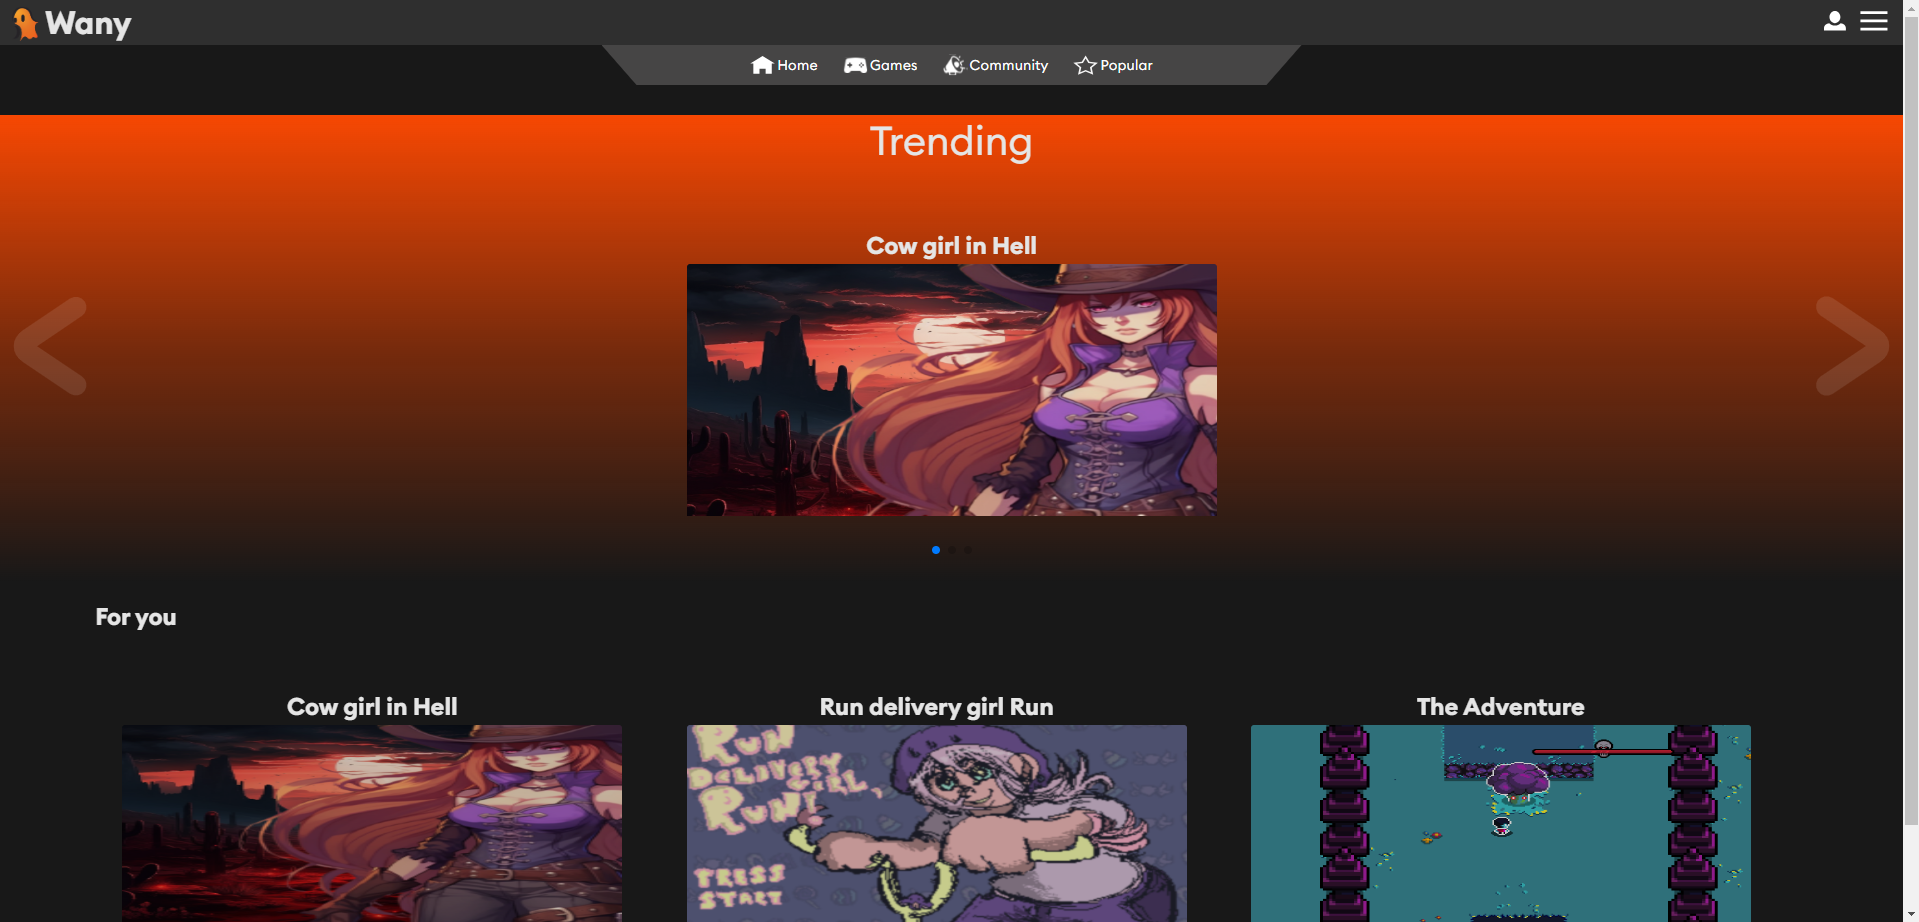 Wany
Home Games Community Popular
Trending
Cow girl in Hell
For you
Cow girl in Hell Run delivery girl Run The Adventure
RUN
DELIVERY
GIRL,
RUN!
PRESS
START